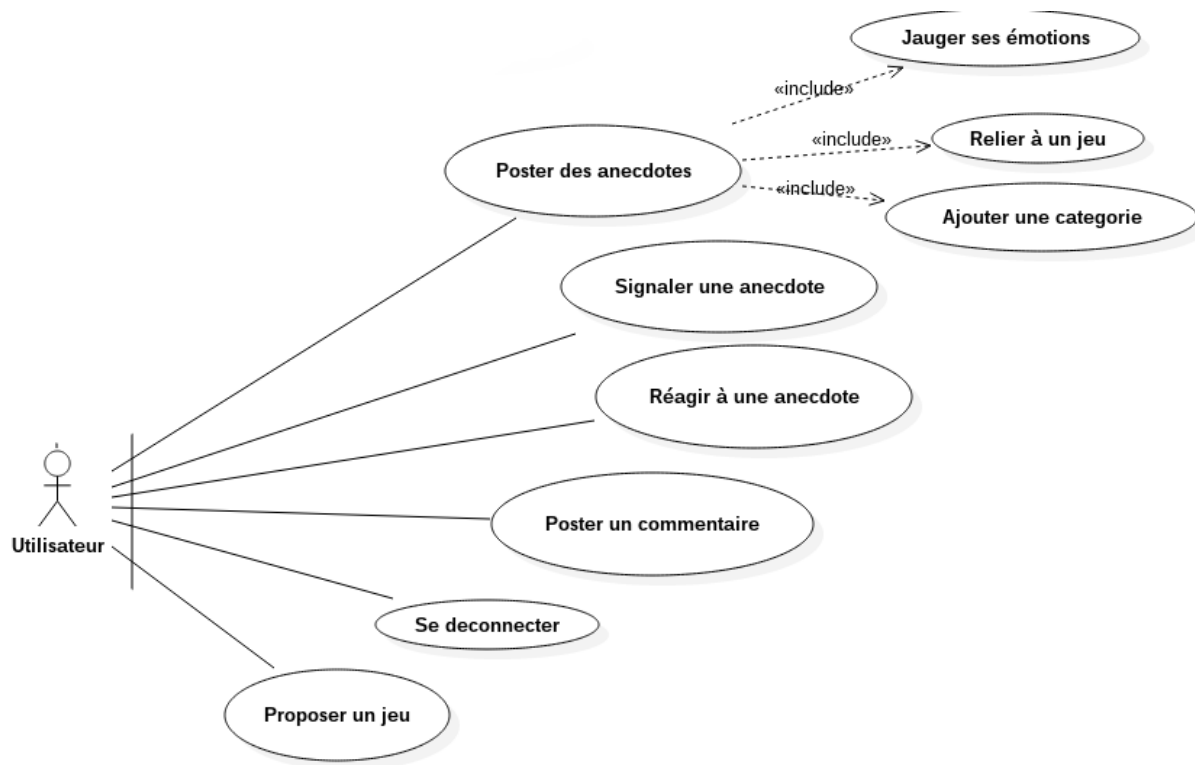 Jauger ses émotions
«include»
«include»
Relier à un jeu
Poster des anecdotes
«include»
Ajouter une categorie
Signaler une anecdote
Réagir à une anecdote
Poster un commentaire
Utilisateur
Se deconnecter
Proposer un jeu